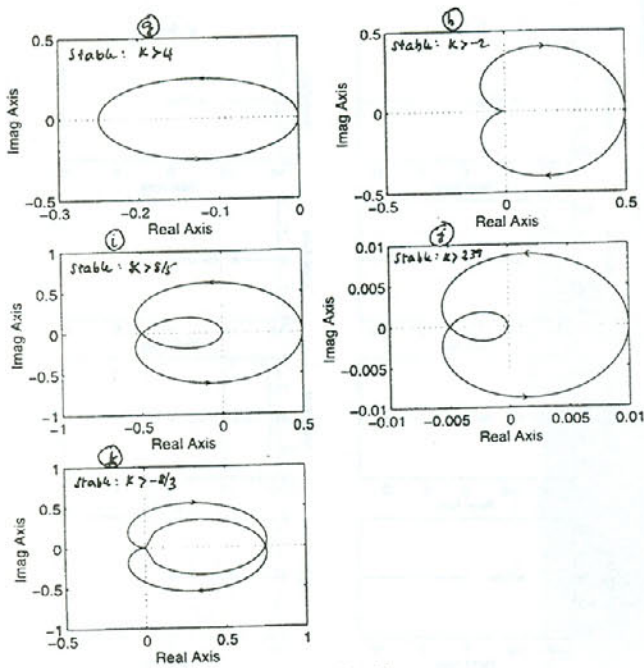 g
Stable: K>4
0.5
0
-0.5
Imag Axis
-0.3
-0.2
-0.1
0
Real Axis
h
Stable: K>-2
0.5
0
-0.5
Imag Axis
-0.5
0
0.5
Real Axis
i
Stable: K>8/5
1
0.5
0
-0.5
-1
Imag Axis
-1
-0.5
0
0.5
Real Axis
j
Stable: K>239
0.01
0.005
0
-0.005
-0.01
Imag Axis
-0.01
-0.005
0
0.005
0.01
Real Axis
k
Stable: K>-8/3
1
0.5
0
-0.5
-1
Imag Axis
-0.5
0
0.5
1
Real Axis